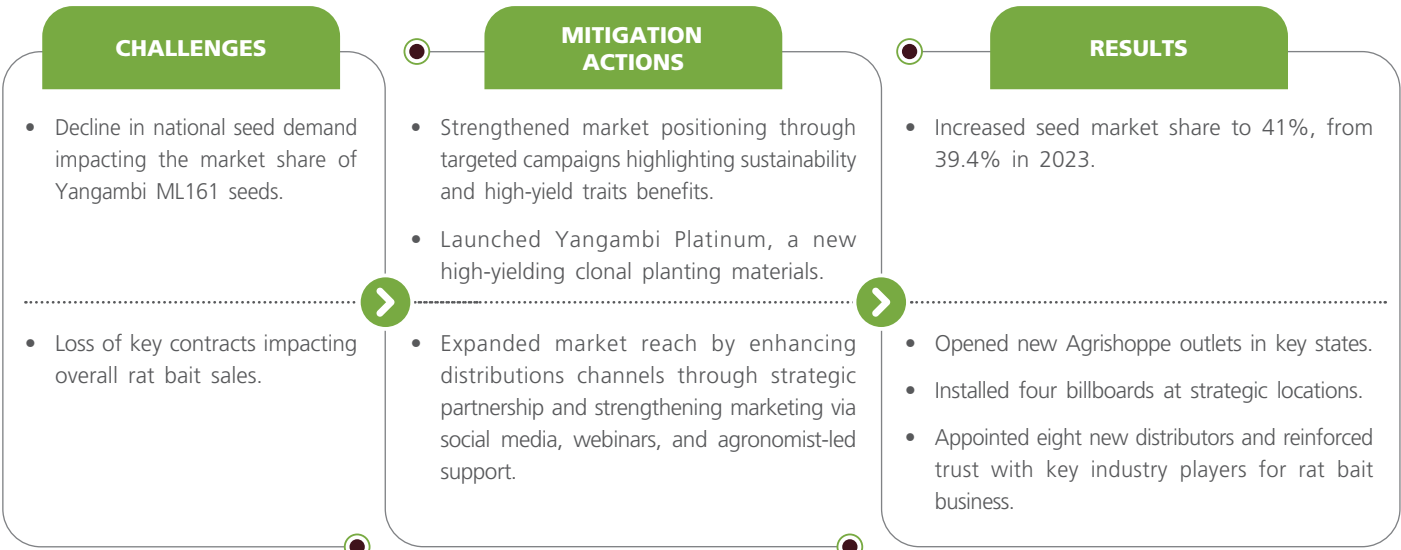 CHALLENGES
• Decline in national seed demand
impacting the market share of
Yangambi ML161 seeds.
• Loss of key contracts impacting
overall rat bait sales.
MITIGATION
ACTIONS
• Strengthened market positioning through
targeted campaigns highlighting sustainability
and high-yield traits benefits.
• Launched Yangambi Platinum, a new
high-yielding clonal planting materials.
• Expanded market reach by enhancing
distributions channels through strategic
partnership and strengthening marketing via
social media, webinars, and agronomist-led
support.
RESULTS
• Increased seed market share to 41%, from
39.4% in 2023.
• Opened new Agrishoppe outlets in key states.
• Installed four billboards at strategic locations.
• Appointed eight new distributors and reinforced
trust with key industry players for rat bait
business.